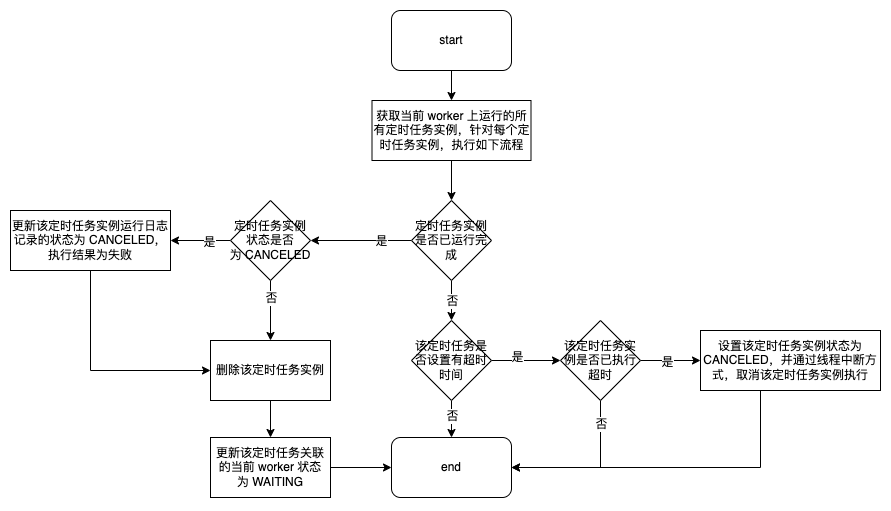 start
获取当前 worker 上运行的所
有定时任务实例，针对每个定
时任务实例，执行如下流程
定时任务实例
是否已运行完
成
是
定时任务实例
状态是否
为 CANCELED
是
更新该定时任务实例运行日志
记录的状态为 CANCELED，
执行结果为失败
否
否
删除该定时任务实例
该定时任务是
否设置有超时
时间
是
该定时任务实
例是否已执行
超时
是
设置该定时任务实例状态为
CANCELED，并通过线程中断方
式，取消该定时任务实例执行
否
否
更新该定时任务关联
的当前 worker 状态
为 WAITING
end